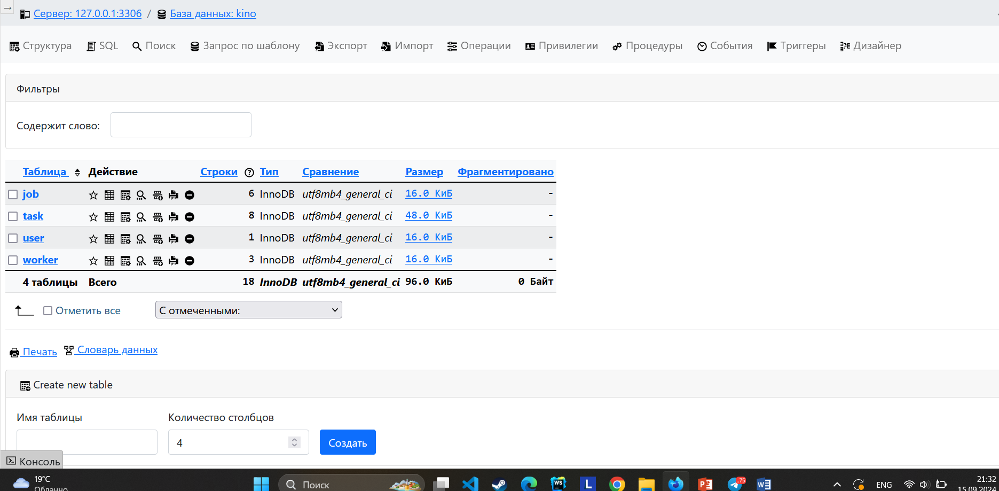 Сервер: 127.0.0.1:3306 / База данных: kino
Структура SQL Поиск Запрос по шаблону Экспорт Импорт Операции Привилегии Процедуры События Триггеры Дизайнер
Фильтры
Содержит слово:
Таблица Действие Строки Тип Сравнение Размер Фрагментировано
job 6 InnoDB utf8mb4_general_ci 16.0 КиБ -
task 8 InnoDB utf8mb4_general_ci 48.0 КиБ -
user 1 InnoDB utf8mb4_general_ci 16.0 КиБ -
worker 3 InnoDB utf8mb4_general_ci 16.0 КиБ -
4 таблицы Всего 18 InnoDB utf8mb4_general_ci 96.0 КиБ 0 Байт
Отметить все С отмеченными:
Печать Словарь данных
Create new table
Имя таблицы Количество столбцов
4 Создать
Консоль
19°C
Облачно
Поиск
WS L P 75 W
ENG
21:32
15.09.2024